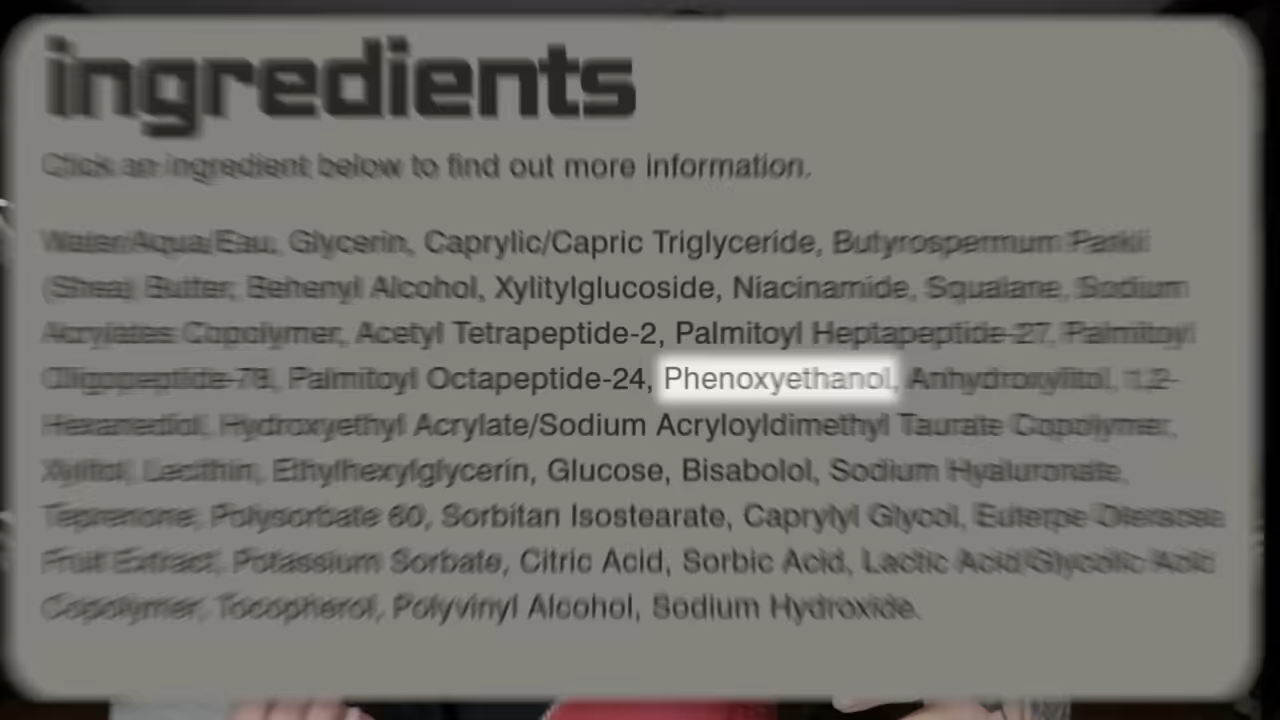 ingredients
Click an ingredient below to find out more information.
Water/Aqua/Eau, Glycerin, Caprylic/Capric Triglyceride, Butyrospermum Parkii
(Shea) Butter, Behenyl Alcohol, Xylitylglucoside, Niacinamide, Squalane, Sodium
Acrylates Copolymer, Acetyl Tetrapeptide-2, Palmitoyl Heptapeptide-27, Palmitoyl
Oligopeptide-78, Palmitoyl Octapeptide-24, Phenoxyethanol, Anhydroxylitol, 1,2-
Hexanediol, Hydroxyethyl Acrylate/Sodium Acryloyldimethyl Taurate Copolymer,
Xylitol, Lecithin, Ethylhexylglycerin, Glucose, Bisabolol, Sodium Hyaluronate,
Teprenone, Polysorbate 60, Sorbitan Isostearate, Caprylyl Glycol, Euterpe Oleracea
Fruit Extract, Potassium Sorbate, Citric Acid, Sorbic Acid, Lactic Acid/Glycolic Acid
Copolymer, Tocopherol, Polyvinyl Alcohol, Sodium Hydroxide.